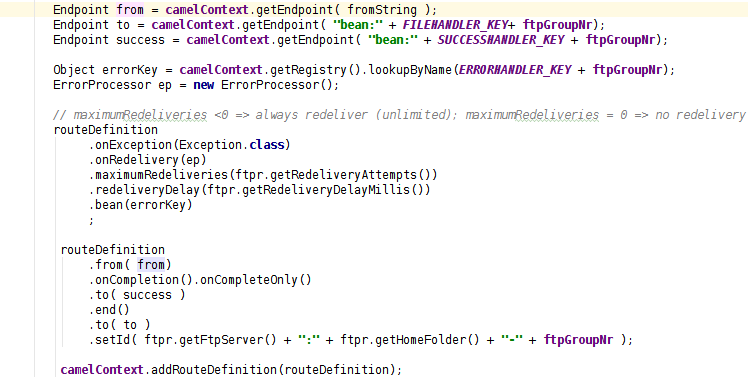 Endpoint from = camelContext.getEndpoint( fromString );
Endpoint to = camelContext.getEndpoint( "bean:" + FILEHANDLER_KEY+ ftpGroupNr);
Endpoint success = camelContext.getEndpoint( "bean:" + SUCCESSHANDLER_KEY + ftpGroupNr);
Object errorKey = camelContext.getRegistry().lookupByName(ERRORHANDLER_KEY + ftpGroupNr);
ErrorProcessor ep = new ErrorProcessor();
// maximumRedeliveries <0 => always redeliver (unlimited); maximumRedeliveries = 0 => no redelivery
routeDefinition
.onException(Exception.class)
.onRedelivery(ep)
.maximumRedeliveries(ftpr.getRedeliveryAttempts())
.redeliveryDelay(ftpr.getRedeliveryDelayMillis())
.bean(errorKey)
;
routeDefinition
.from( from)
.onCompletion().onCompleteOnly()
.to( success )
.end()
.to( to )
.setId( ftpr.getFtpServer() + ":" + ftpr.getHomeFolder() + "-" + ftpGroupNr );
camelContext.addRouteDefinition(routeDefinition);